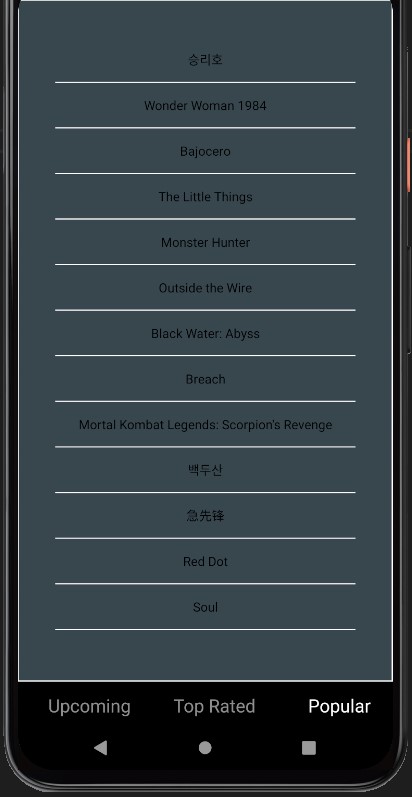 승리호
Wonder Woman 1984
Bajocero
The Little Things
Monster Hunter
Outside the Wire
Black Water: Abyss
Breach
Mortal Kombat Legends: Scorpion's Revenge
백두산
急先锋
Red Dot
Soul
Upcoming Top Rated Popular